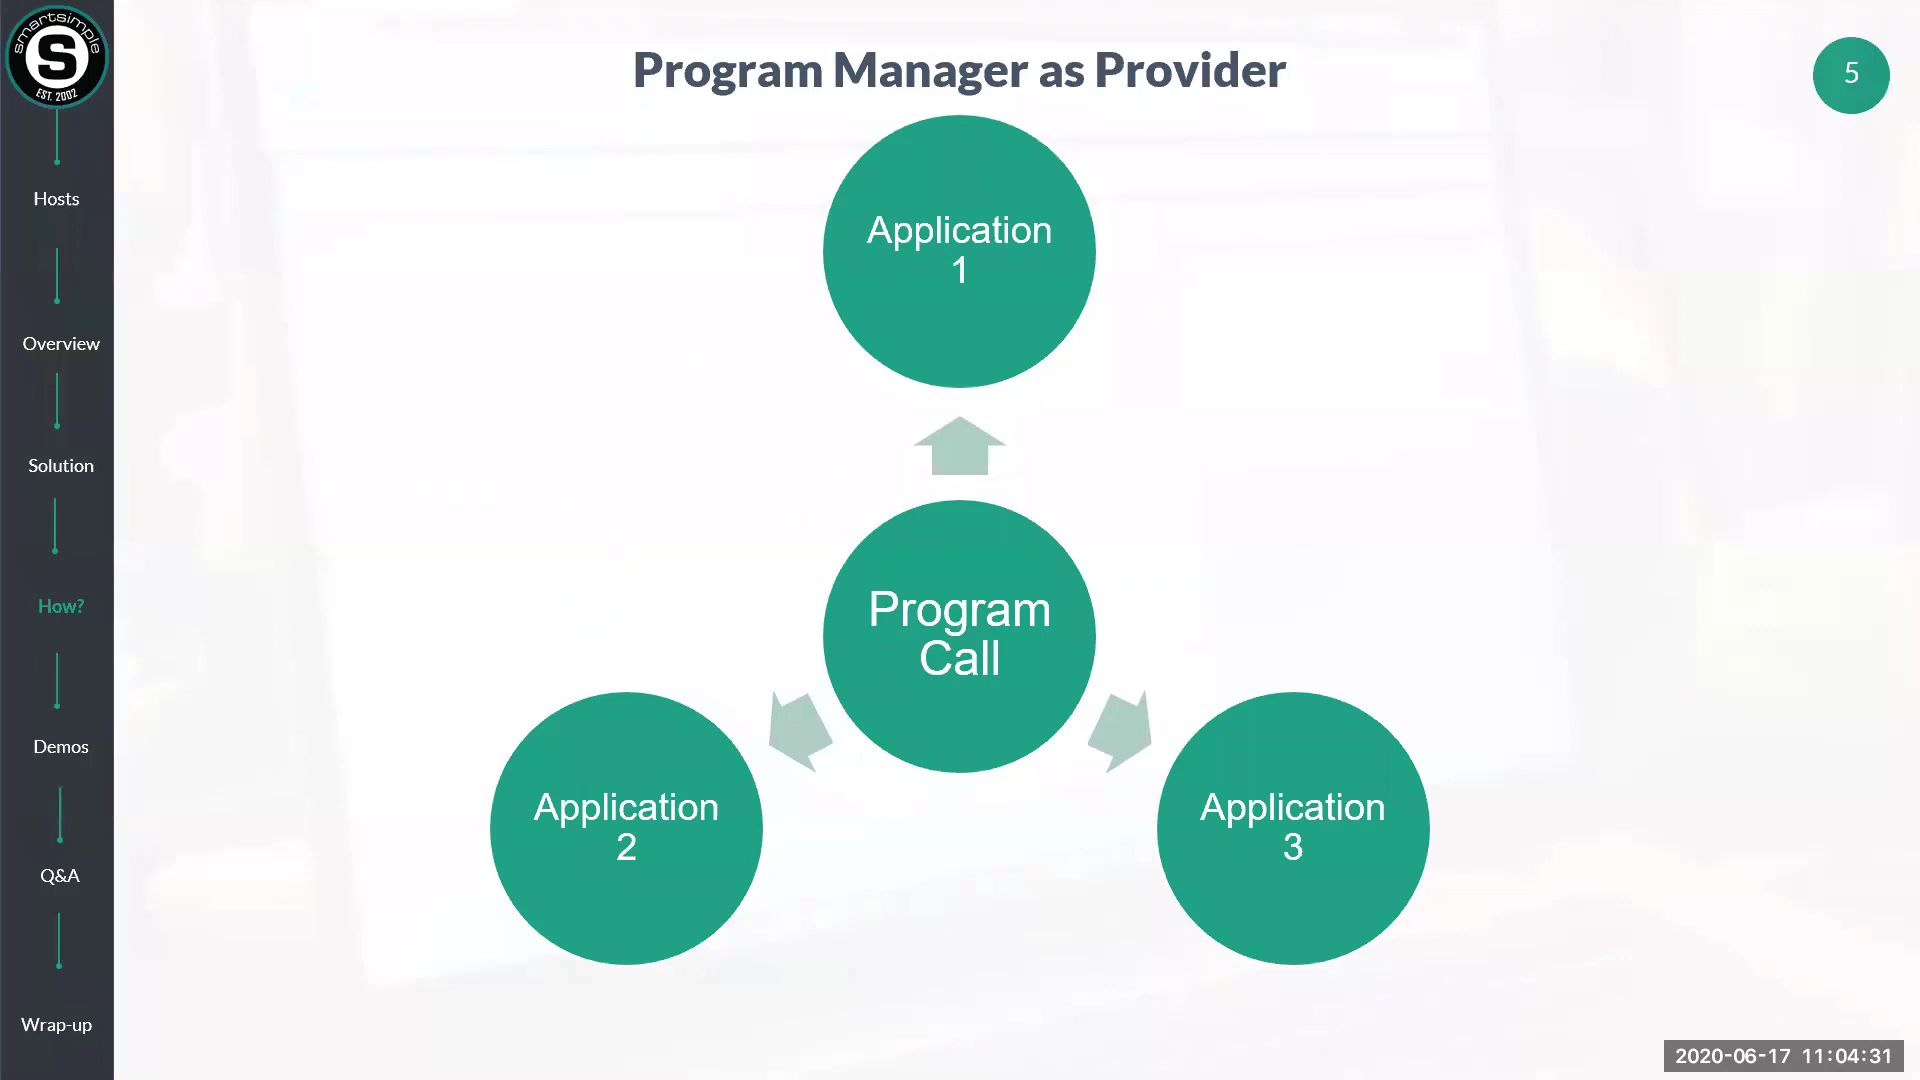 smartsimple
S
EST. 2002
Program Manager as Provider
5
Hosts
Overview
Solution
How?
Demos
Q&A
Wrap-up
Application
1
Program
Call
Application
2
Application
3
2020-06-17 11:04:31